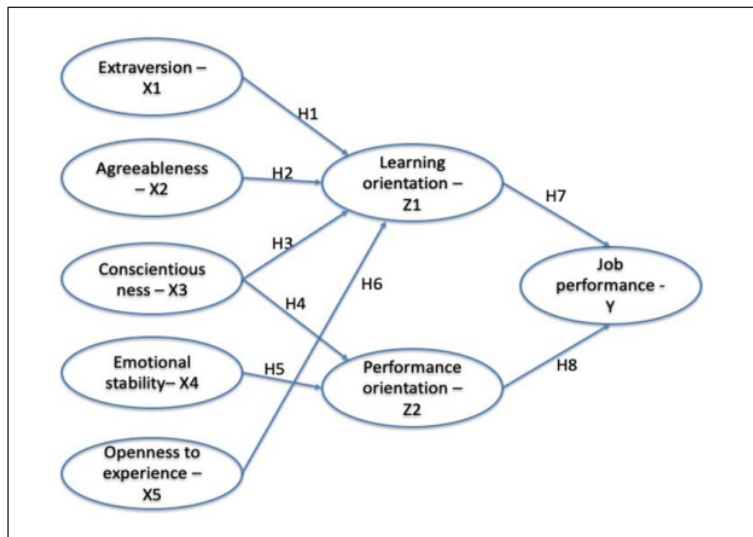 Extraversion –
X1
H1
Agreeableness
– X2
H2
Learning
orientation –
Z1
H7
H3
Conscientious
ness – X3
H6
Job
performance -
Y
H4
Emotional
stability– X4
H5
Performance
orientation –
Z2
H8
Openness to
experience –
X5